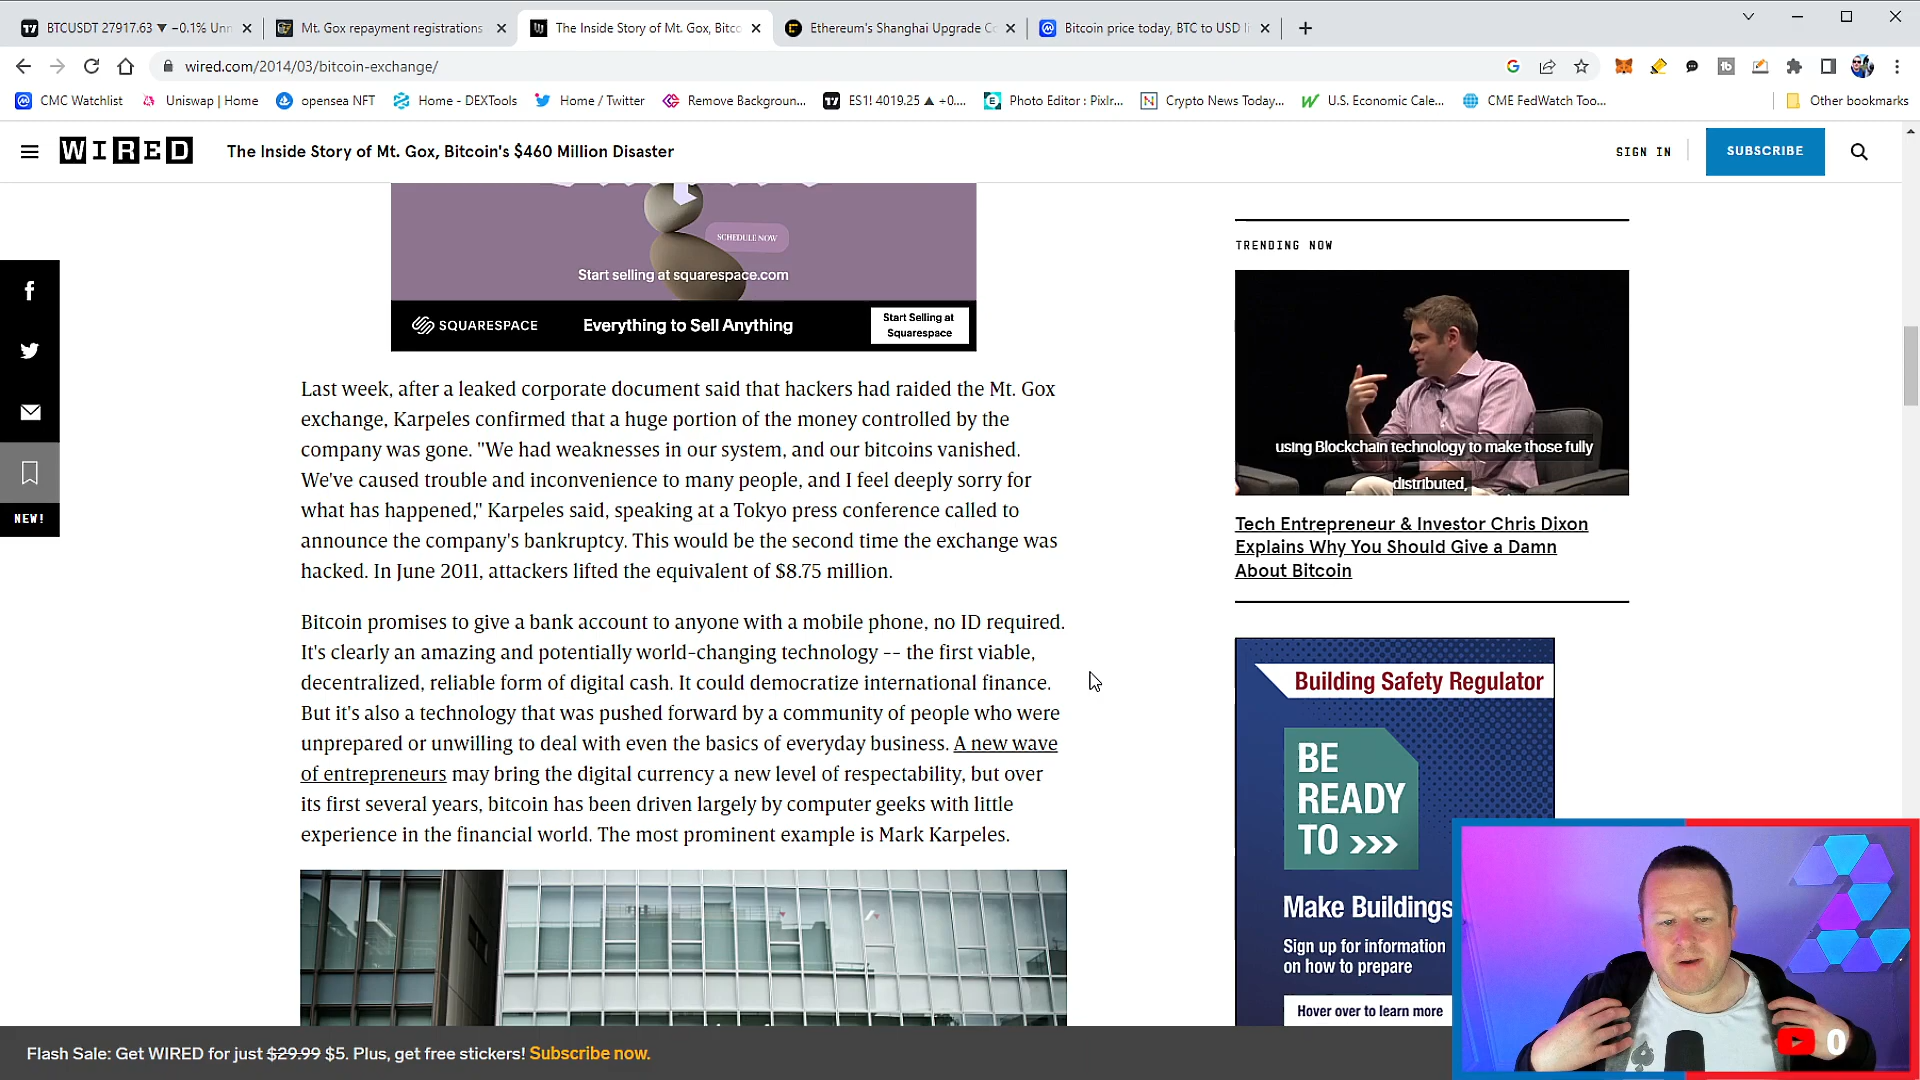 BTCUSDT 27917.63 ▼ −0.1% Unn
Mt. Gox repayment registrations
The Inside Story of Mt. Gox, Bitco
Ethereum's Shanghai Upgrade Co
Bitcoin price today, BTC to USD li
wired.com/2014/03/bitcoin-exchange/
CMC Watchlist
Uniswap | Home
opensea NFT
Home - DEXTools
Home / Twitter
Remove Backgroun...
ES1! 4019.25 ▲ +0....
Photo Editor : Pixlr...
Crypto News Today...
U.S. Economic Cale...
CME FedWatch Too...
Other bookmarks
WIRED
The Inside Story of Mt. Gox, Bitcoin's $460 Million Disaster
SIGN IN
SUBSCRIBE
SCHEDULE NOW
Start selling at squarespace.com
SQUARESPACE
Everything to Sell Anything
Start Selling at
Squarespace
NEW!
Last week, after a leaked corporate document said that hackers had raided the Mt. Gox
exchange, Karpeles confirmed that a huge portion of the money controlled by the
company was gone. "We had weaknesses in our system, and our bitcoins vanished.
We've caused trouble and inconvenience to many people, and I feel deeply sorry for
what has happened," Karpeles said, speaking at a Tokyo press conference called to
announce the company's bankruptcy. This would be the second time the exchange was
hacked. In June 2011, attackers lifted the equivalent of $8.75 million.
Bitcoin promises to give a bank account to anyone with a mobile phone, no ID required.
It's clearly an amazing and potentially world-changing technology -- the first viable,
decentralized, reliable form of digital cash. It could democratize international finance.
But it's also a technology that was pushed forward by a community of people who were
unprepared or unwilling to deal with even the basics of everyday business. A new wave
of entrepreneurs may bring the digital currency a new level of respectability, but over
its first several years, bitcoin has been driven largely by computer geeks with little
experience in the financial world. The most prominent example is Mark Karpeles.
TRENDING NOW
using Blockchain technology to make those fully
distributed,
Tech Entrepreneur & Investor Chris Dixon
Explains Why You Should Give a Damn
About Bitcoin
Building Safety Regulator
BE
READY
TO >>>
Make Buildings
Sign up for information
on how to prepare
Hover over to learn more
0
Flash Sale: Get WIRED for just $29.99 $5. Plus, get free stickers! Subscribe now.